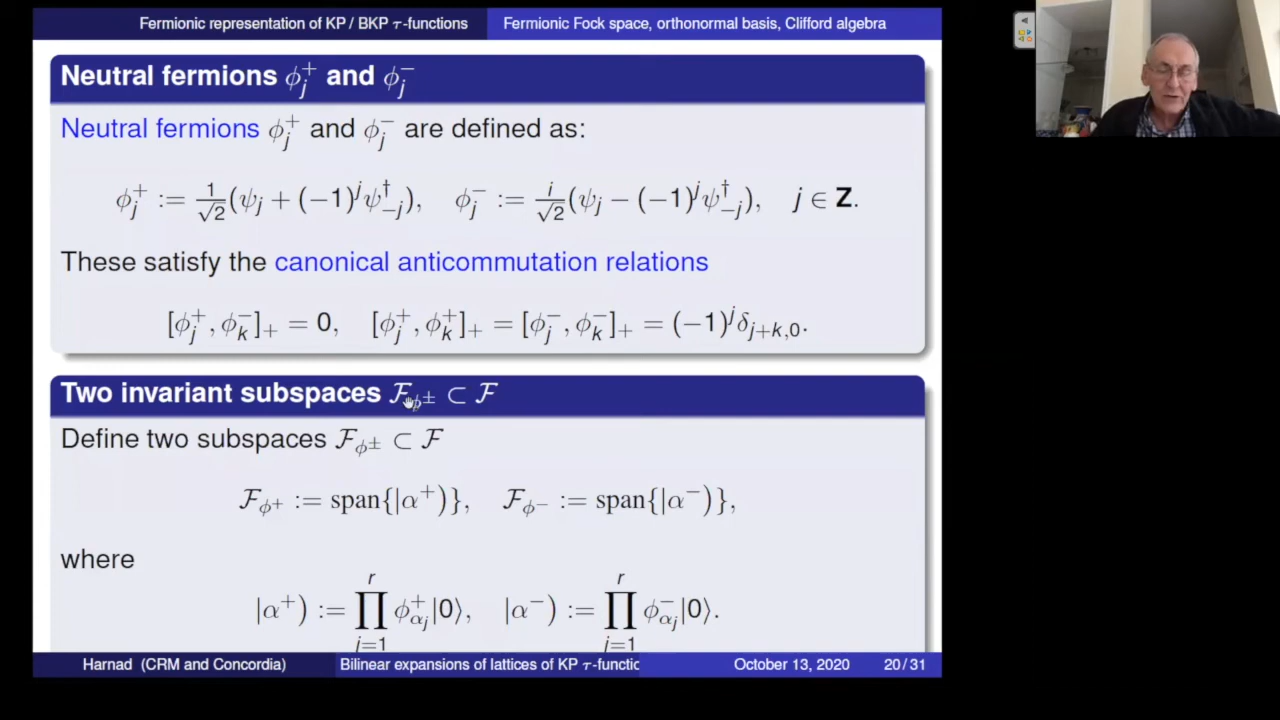 Fermionic representation of KP / BKP τ-functions Fermionic Fock space, orthonormal basis, Clifford algebra
Neutral fermions ϕ_j^+ and ϕ_j^-
Neutral fermions ϕ_j^+ and ϕ_j^- are defined as:
ϕ_j^+ := 1/√2 (ψ_j + (−1)^j ψ_{−j}^†), ϕ_j^- := i/√2 (ψ_j − (−1)^j ψ_{−j}^†), j ∈ Z.
These satisfy the canonical anticommutation relations
[ϕ_j^+, ϕ_k^-]_+ = 0, [ϕ_j^+, ϕ_k^+]_+ = [ϕ_j^-, ϕ_k^-]_+ = (−1)^j δ_{j+k,0}.
Two invariant subspaces F_{ϕ^±} ⊂ F
Define two subspaces F_{ϕ^±} ⊂ F
F_{ϕ^+} := span{|α^+)}, F_{ϕ^-} := span{|α^-)},
where
|α^+) := ∏_{j=1}^r ϕ_{α_j}^+ |0⟩, |α^-) := ∏_{j=1}^r ϕ_{α_j}^- |0⟩.
Harnad (CRM and Concordia) Bilinear expansions of lattices of KP τ-functic October 13, 2020 20 / 31